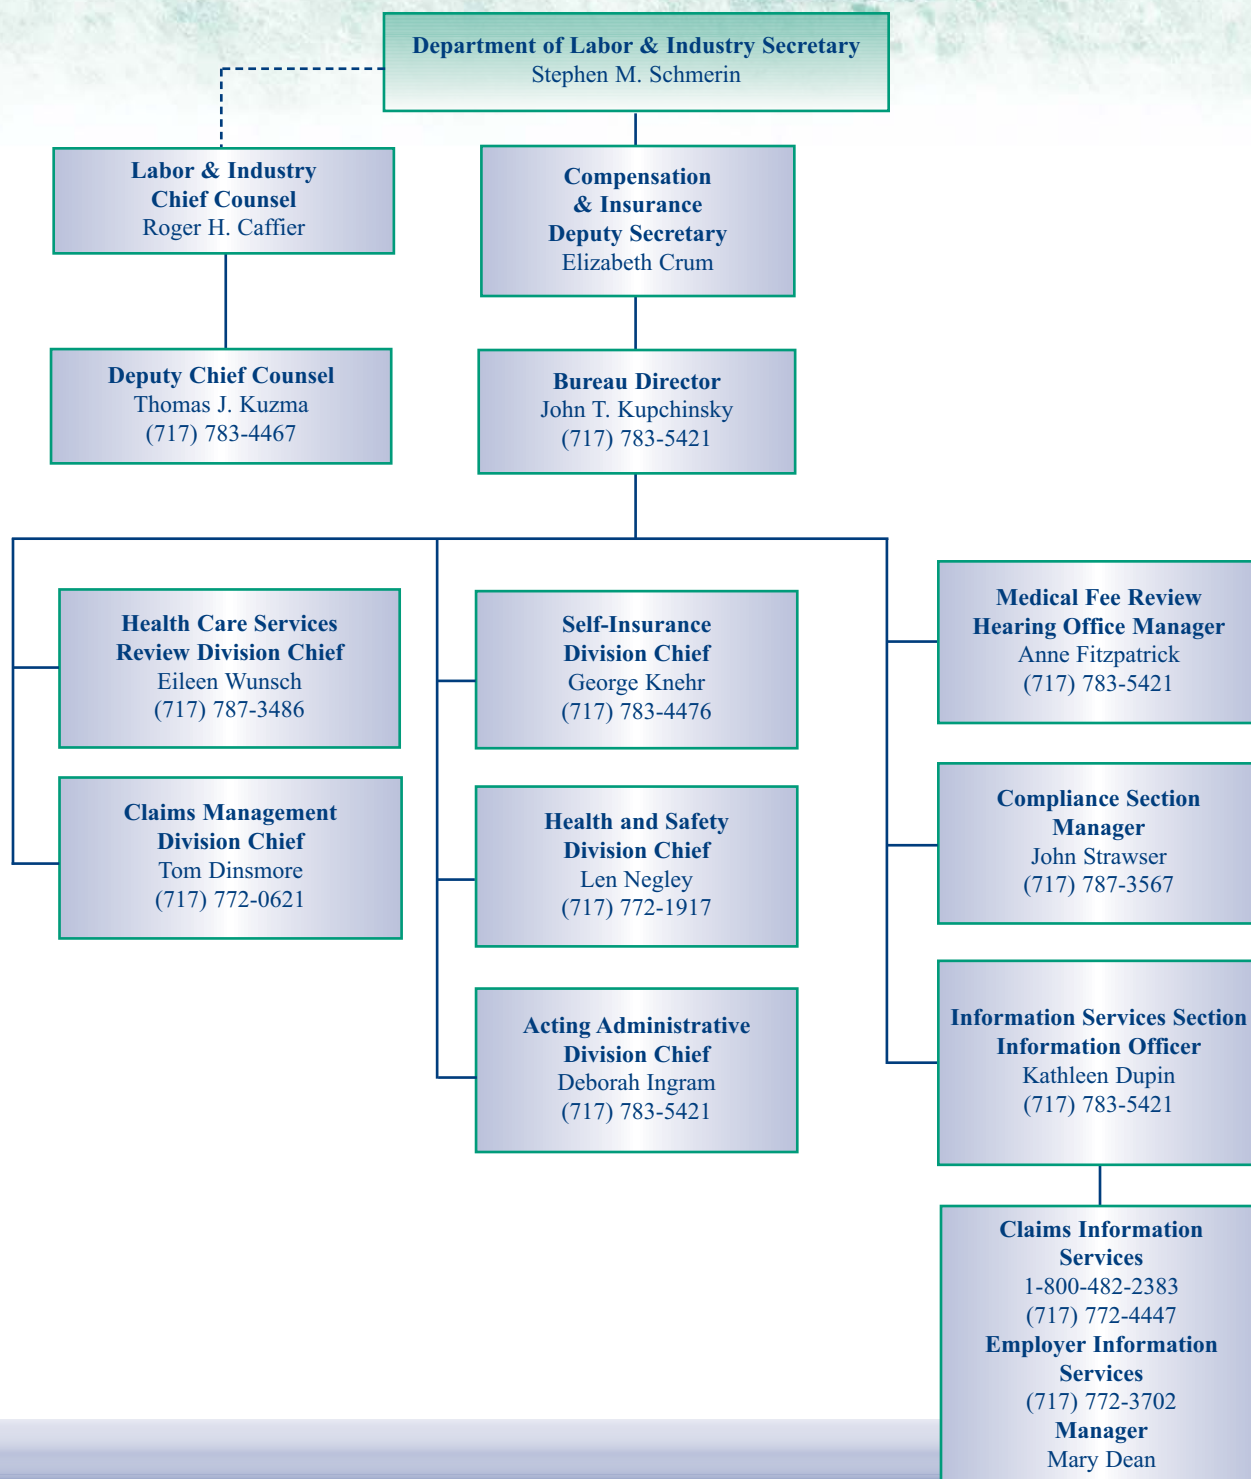 Department of Labor & Industry Secretary
Stephen M. Schmerin
Labor & Industry
Chief Counsel
Roger H. Caffier
Compensation
& Insurance
Deputy Secretary
Elizabeth Crum
Deputy Chief Counsel
Thomas J. Kuzma
(717) 783-4467
Bureau Director
John T. Kupchinsky
(717) 783-5421
Health Care Services
Review Division Chief
Eileen Wunsch
(717) 787-3486
Claims Management
Division Chief
Tom Dinsmore
(717) 772-0621
Self-Insurance
Division Chief
George Knehr
(717) 783-4476
Health and Safety
Division Chief
Len Negley
(717) 772-1917
Acting Administrative
Division Chief
Deborah Ingram
(717) 783-5421
Medical Fee Review
Hearing Office Manager
Anne Fitzpatrick
(717) 783-5421
Compliance Section
Manager
John Strawser
(717) 787-3567
Information Services Section
Information Officer
Kathleen Dupin
(717) 783-5421
Claims Information
Services
1-800-482-2383
(717) 772-4447
Employer Information
Services
(717) 772-3702
Manager
Mary Dean